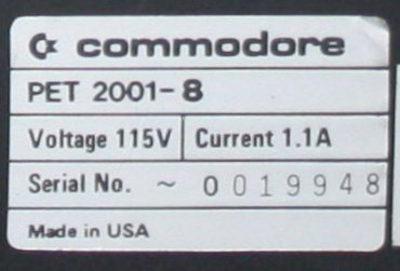 commodore
PET 2001-8
Voltage 115V Current 1.1A
Serial No. ~ 0019948
Made in USA